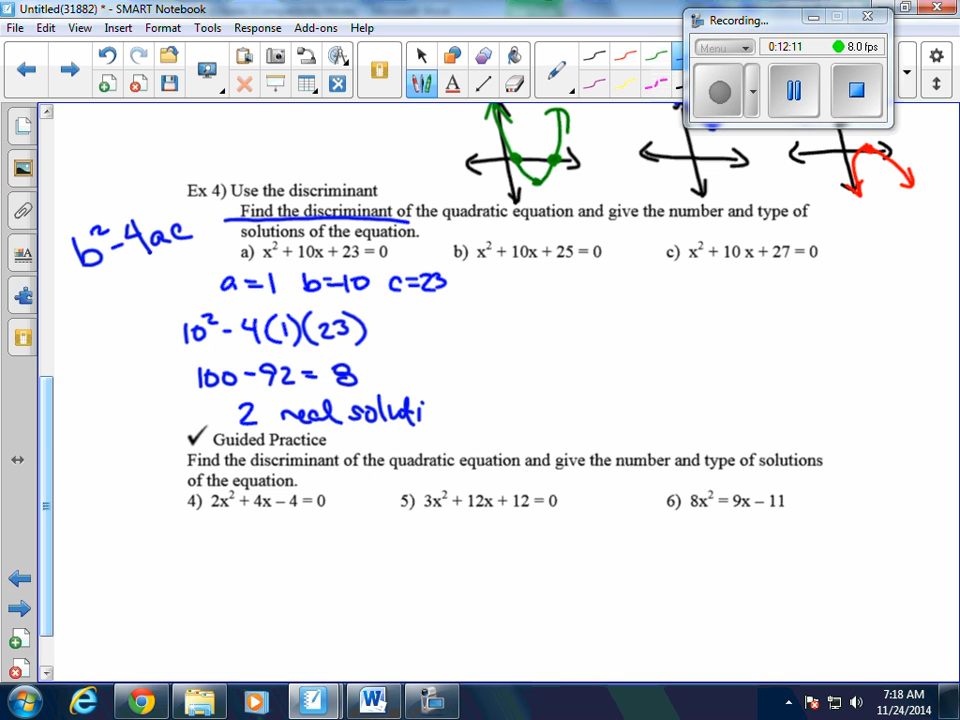 Untitled(31882) * - SMART Notebook
File Edit View Insert Format Tools Response Add-ons Help
Recording...
Menu
0:12:11
8.0 fps
Ex 4) Use the discriminant
Find the discriminant of the quadratic equation and give the number and type of
solutions of the equation.
b² - 4ac
a) x² + 10x + 23 = 0 b) x² + 10x + 25 = 0 c) x² + 10 x + 27 = 0
a = 1 b = 10 c = 23
10² - 4(1)(23)
100 - 92 = 8
2 real soluti
✓ Guided Practice
Find the discriminant of the quadratic equation and give the number and type of solutions
of the equation.
4) 2x² + 4x – 4 = 0 5) 3x² + 12x + 12 = 0 6) 8x² = 9x – 11
7:18 AM
11/24/2014